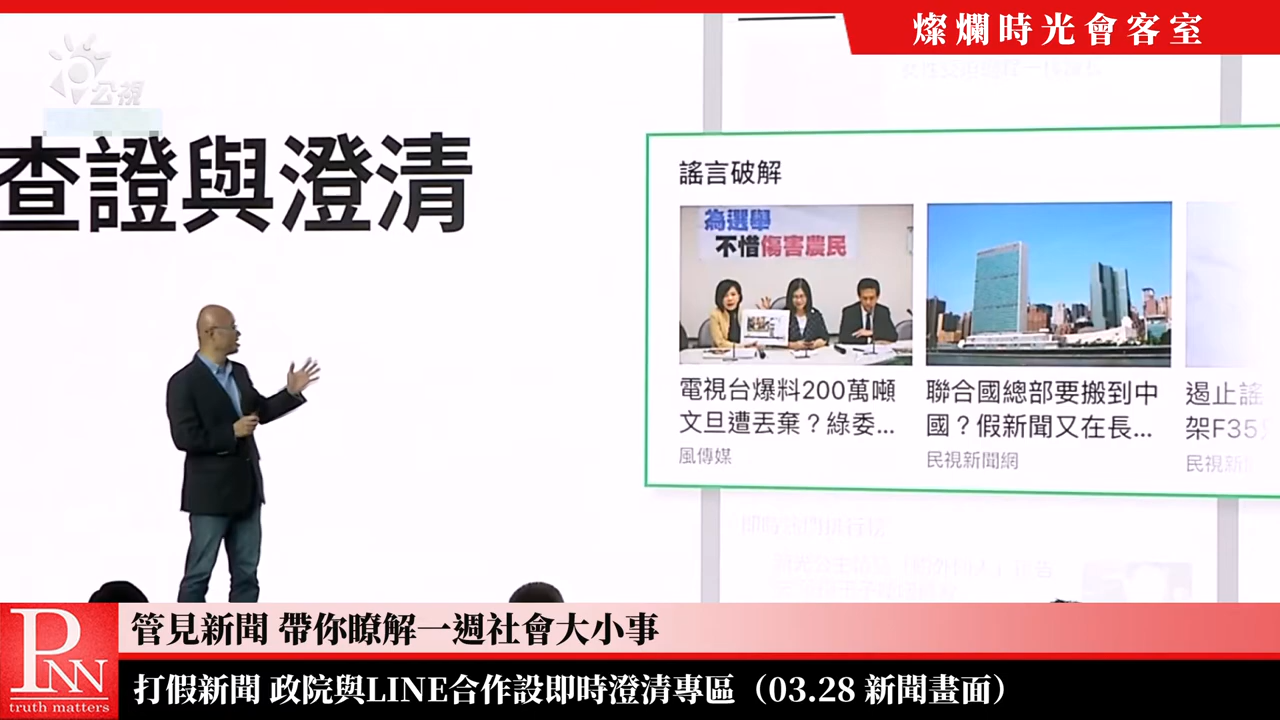 燦爛時光會客室
公視
查證與澄清
謠言破解
為選舉
不惜傷害農民
電視台爆料200萬噸
文旦遭丟棄？綠委...
風傳媒
聯合國總部要搬到中
國？假新聞又在長...
民視新聞網
遏止謠
架F35
民視新
管見新聞 帶你瞭解一週社會大小事
打假新聞 政院與LINE合作設即時澄清專區（03.28 新聞畫面）
PNN
truth matters